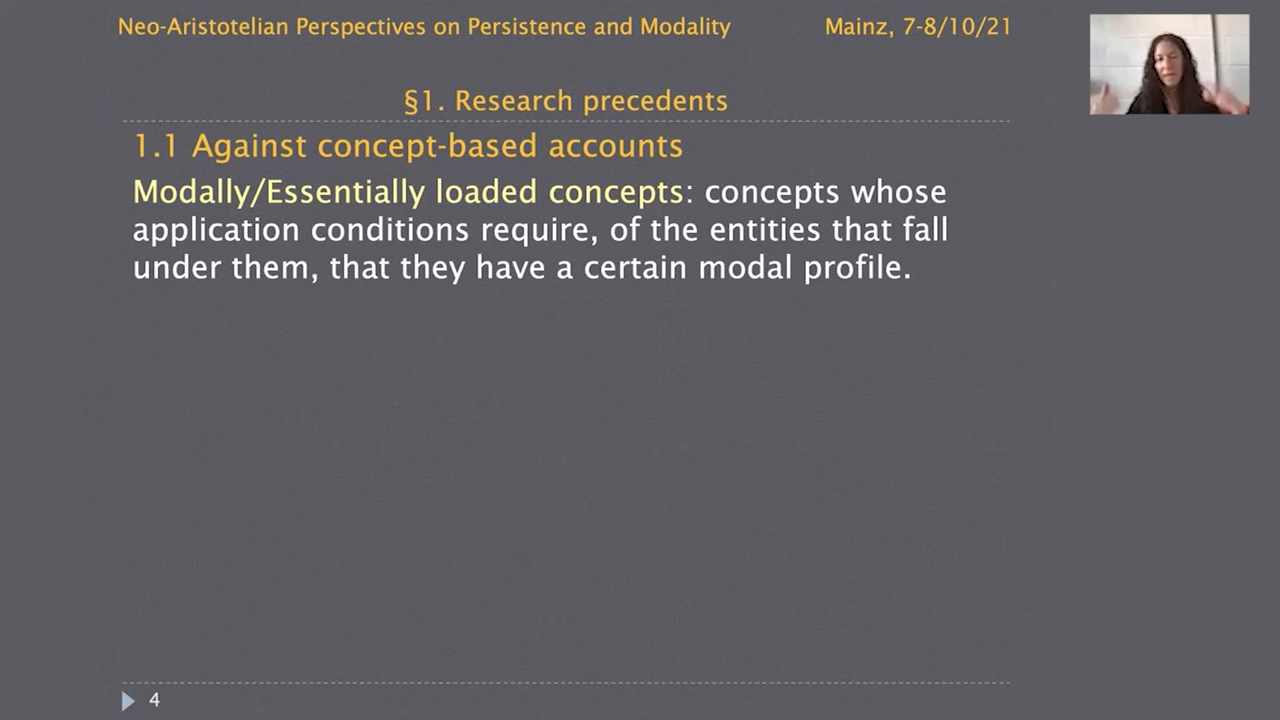 Neo-Aristotelian Perspectives on Persistence and Modality Mainz, 7-8/10/21
§1. Research precedents
1.1 Against concept-based accounts
Modally/Essentially loaded concepts: concepts whose
application conditions require, of the entities that fall
under them, that they have a certain modal profile.
4